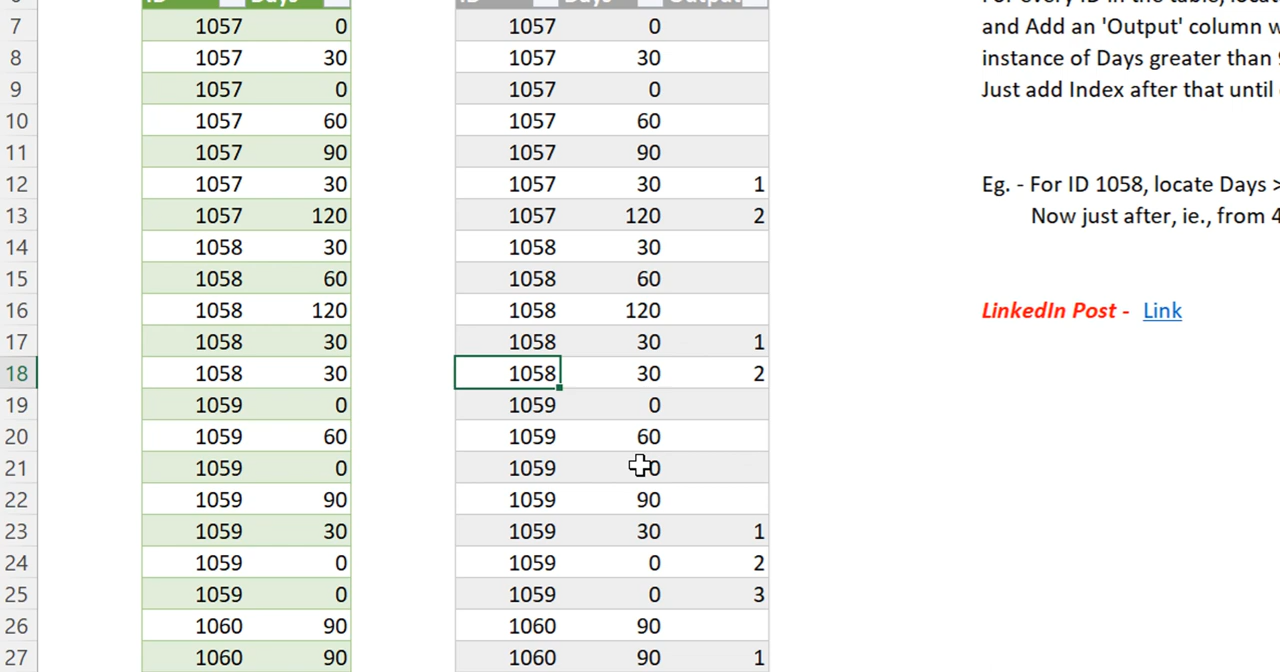 ID Days ID Days Output
7 1057 0 1057 0 and Add an 'Output' column
8 1057 30 1057 30 instance of Days greater than
9 1057 0 1057 0 Just add Index after that until
10 1057 60 1057 60
11 1057 90 1057 90
12 1057 30 1057 30 1 Eg. - For ID 1058, locate Days >
13 1057 120 1057 120 2 Now just after, ie., from 4
14 1058 30 1058 30
15 1058 60 1058 60
16 1058 120 1058 120 LinkedIn Post - Link
17 1058 30 1058 30 1
18 1058 30 1058 30 2
19 1059 0 1059 0
20 1059 60 1059 60
21 1059 0 1059 0
22 1059 90 1059 90
23 1059 30 1059 30 1
24 1059 0 1059 0 2
25 1059 0 1059 0 3
26 1060 90 1060 90
27 1060 90 1060 90 1